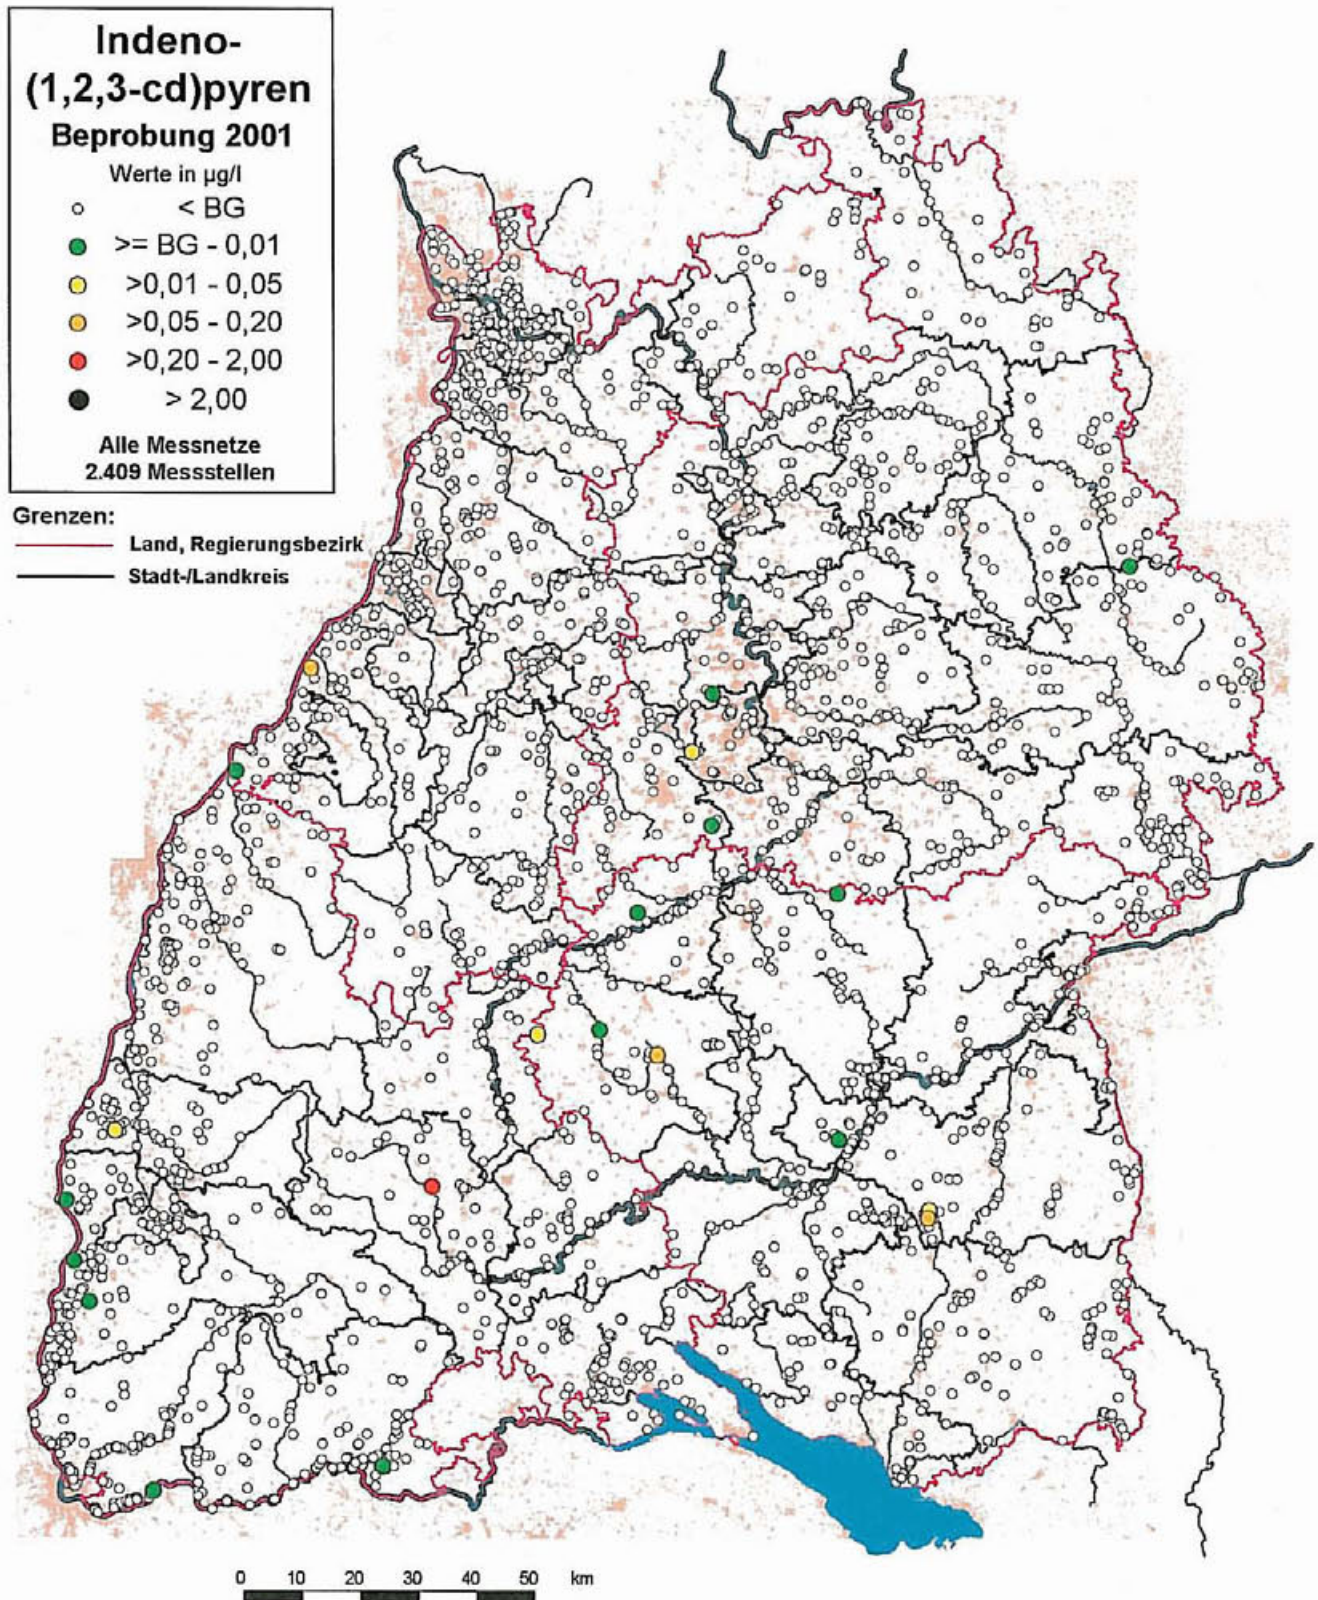 Indeno-
(1,2,3-cd)pyren
Beprobung 2001
Werte in µg/l
< BG
>= BG - 0,01
>0,01 - 0,05
>0,05 - 0,20
>0,20 - 2,00
> 2,00
Alle Messnetze
2.409 Messstellen
Grenzen:
Land, Regierungsbezirk
Stadt-/Landkreis
0 10 20 30 40 50 km